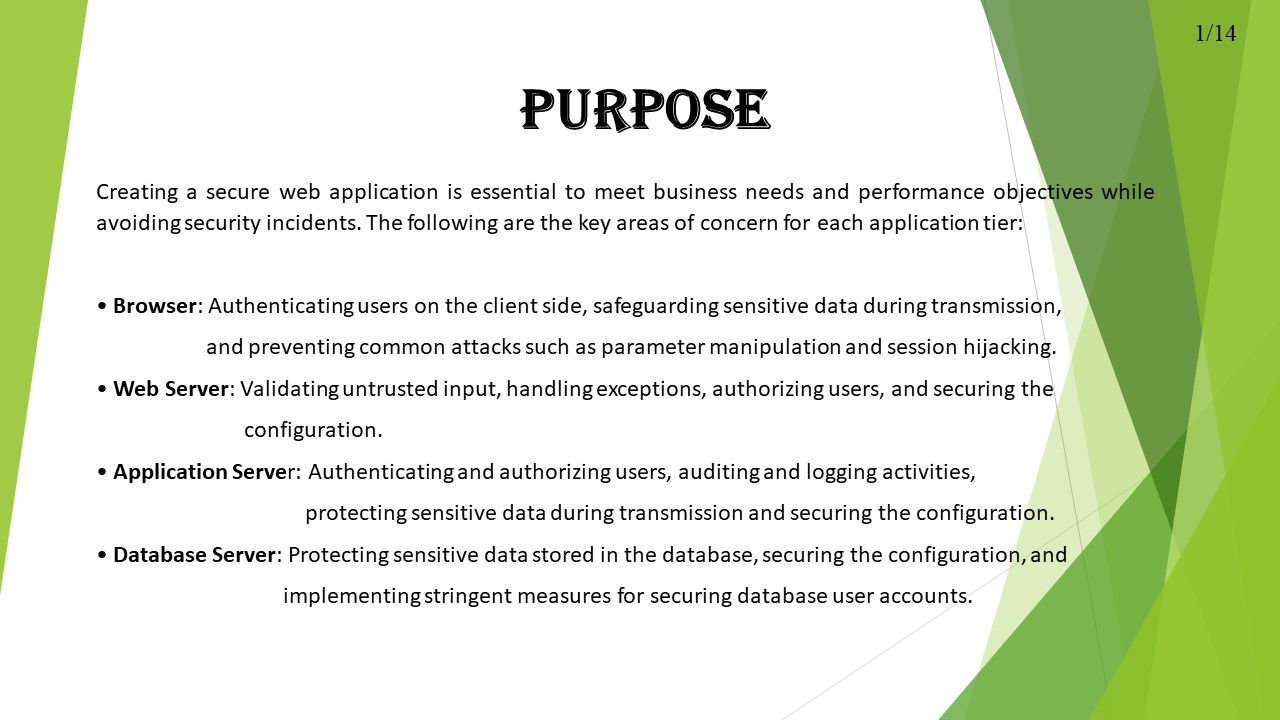 1/14
PURPOSE
Creating a secure web application is essential to meet business needs and performance objectives while
avoiding security incidents. The following are the key areas of concern for each application tier:
• Browser: Authenticating users on the client side, safeguarding sensitive data during transmission,
and preventing common attacks such as parameter manipulation and session hijacking.
• Web Server: Validating untrusted input, handling exceptions, authorizing users, and securing the
configuration.
• Application Server: Authenticating and authorizing users, auditing and logging activities,
protecting sensitive data during transmission and securing the configuration.
• Database Server: Protecting sensitive data stored in the database, securing the configuration, and
implementing stringent measures for securing database user accounts.